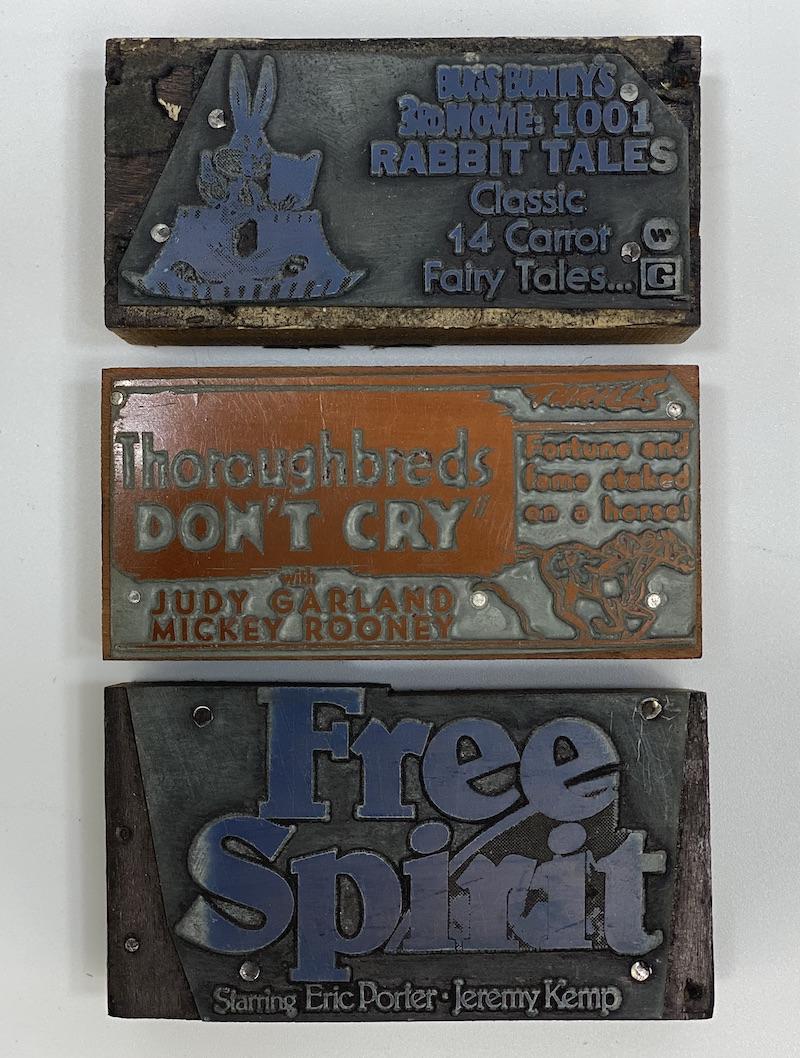 BUGS BUNNY'S
3RD MOVIE: 1001
RABBIT TALES
Classic
14 Carrot
Fairy Tales...
W
G
Thoroughbreds
DON'T CRY"
with
JUDY GARLAND
MICKEY ROONEY
THRILLS
Fortune and
fame staked
on a horse!
Free
Spirit
Starring Eric Porter · Jeremy Kemp